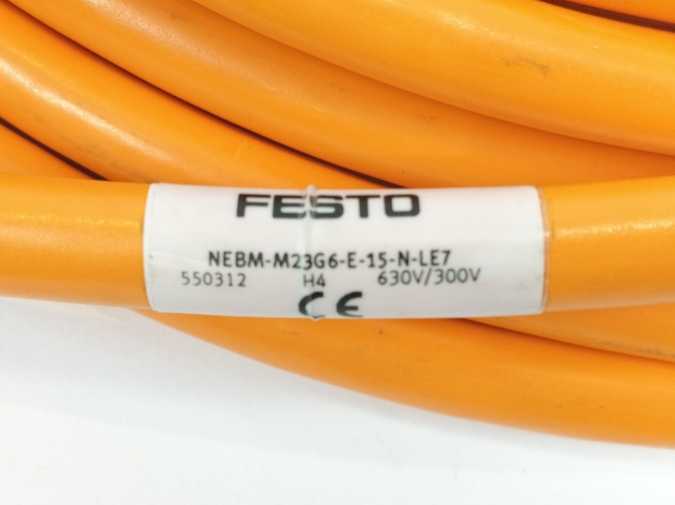 FESTO
NEBM-M23G6-E-15-N-LE7
550312 H4 630V/300V
CE